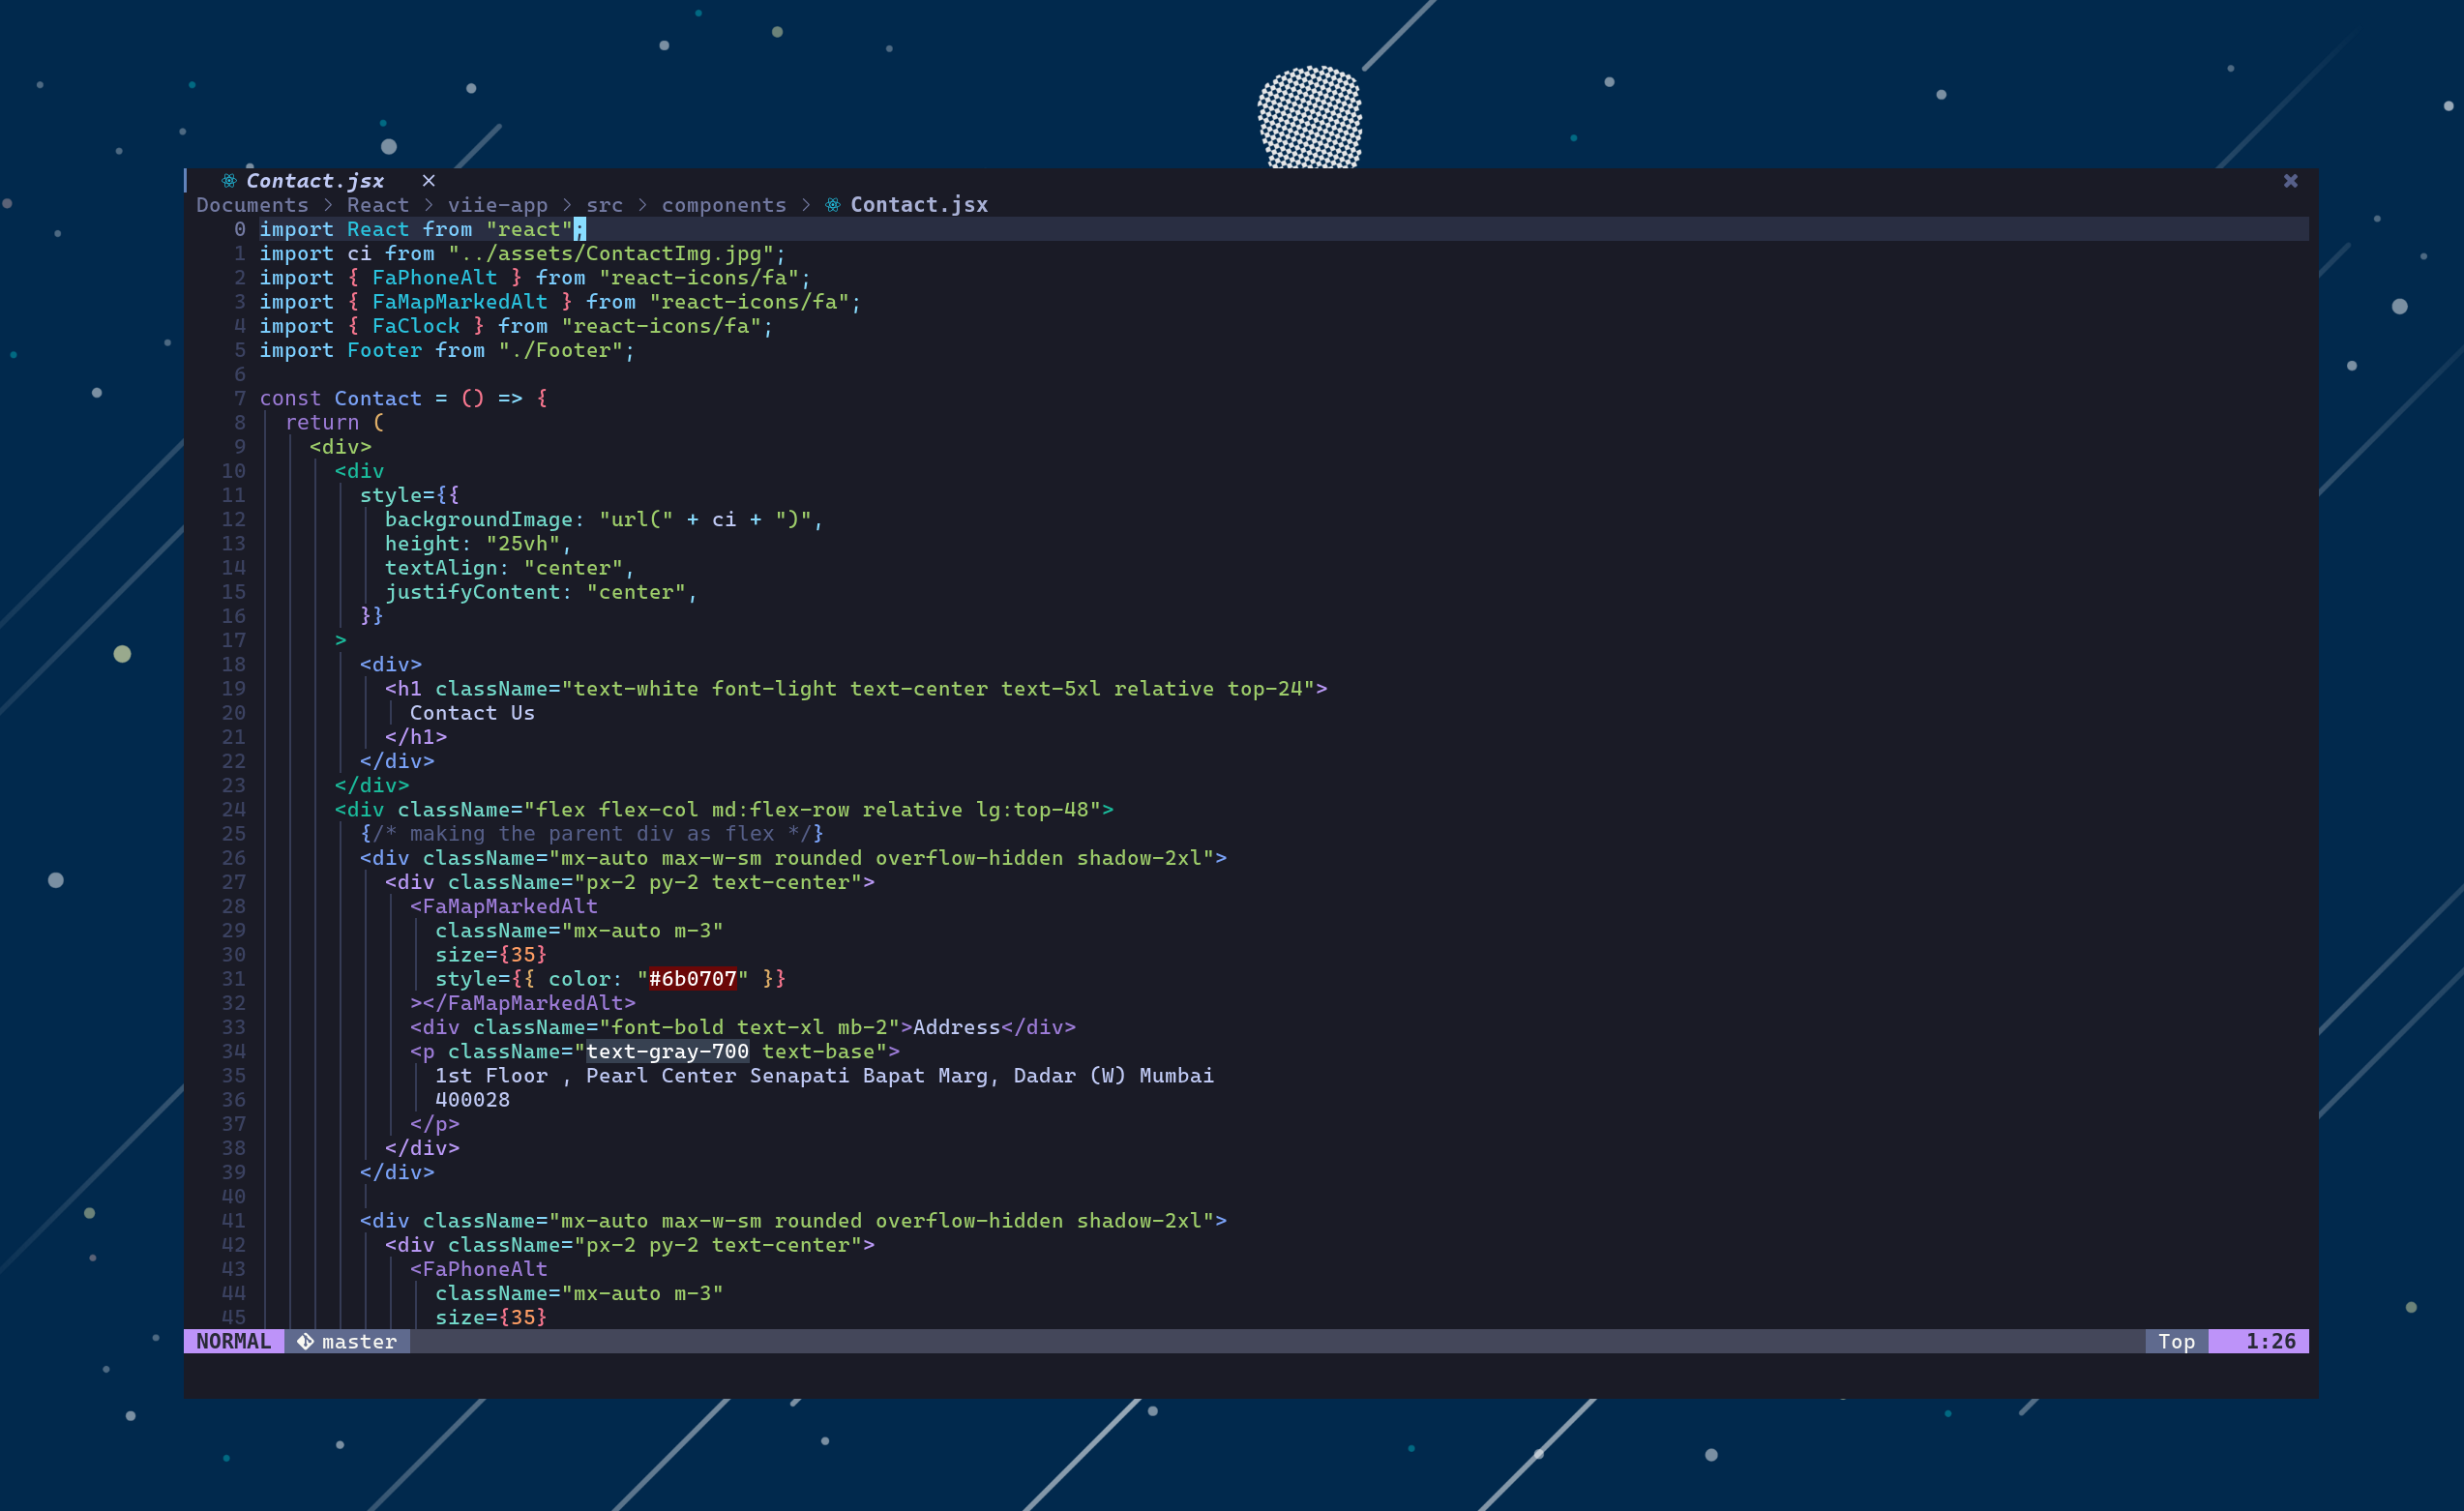 Contact.jsx ×
Documents > React > viie-app > src > components > Contact.jsx
0 import React from "react";
1 import ci from "../assets/ContactImg.jpg";
2 import { FaPhoneAlt } from "react-icons/fa";
3 import { FaMapMarkedAlt } from "react-icons/fa";
4 import { FaClock } from "react-icons/fa";
5 import Footer from "./Footer";
6
7 const Contact = () => {
8   return (
9     <div>
10       <div
11         style={{
12           backgroundImage: "url(" + ci + ")",
13           height: "25vh",
14           textAlign: "center",
15           justifyContent: "center",
16         }}
17       >
18         <div>
19           <h1 className="text-white font-light text-center text-5xl relative top-24">
20             Contact Us
21           </h1>
22         </div>
23       </div>
24       <div className="flex flex-col md:flex-row relative lg:top-48">
25         {/* making the parent div as flex */}
26         <div className="mx-auto max-w-sm rounded overflow-hidden shadow-2xl">
27           <div className="px-2 py-2 text-center">
28             <FaMapMarkedAlt
29               className="mx-auto m-3"
30               size={35}
31               style={{ color: "#6b0707" }}
32             ></FaMapMarkedAlt>
33             <div className="font-bold text-xl mb-2">Address</div>
34             <p className="text-gray-700 text-base">
35               1st Floor , Pearl Center Senapati Bapat Marg, Dadar (W) Mumbai
36               400028
37             </p>
38           </div>
39         </div>
40
41         <div className="mx-auto max-w-sm rounded overflow-hidden shadow-2xl">
42           <div className="px-2 py-2 text-center">
43             <FaPhoneAlt
44               className="mx-auto m-3"
45               size={35}
NORMAL master Top 1:26